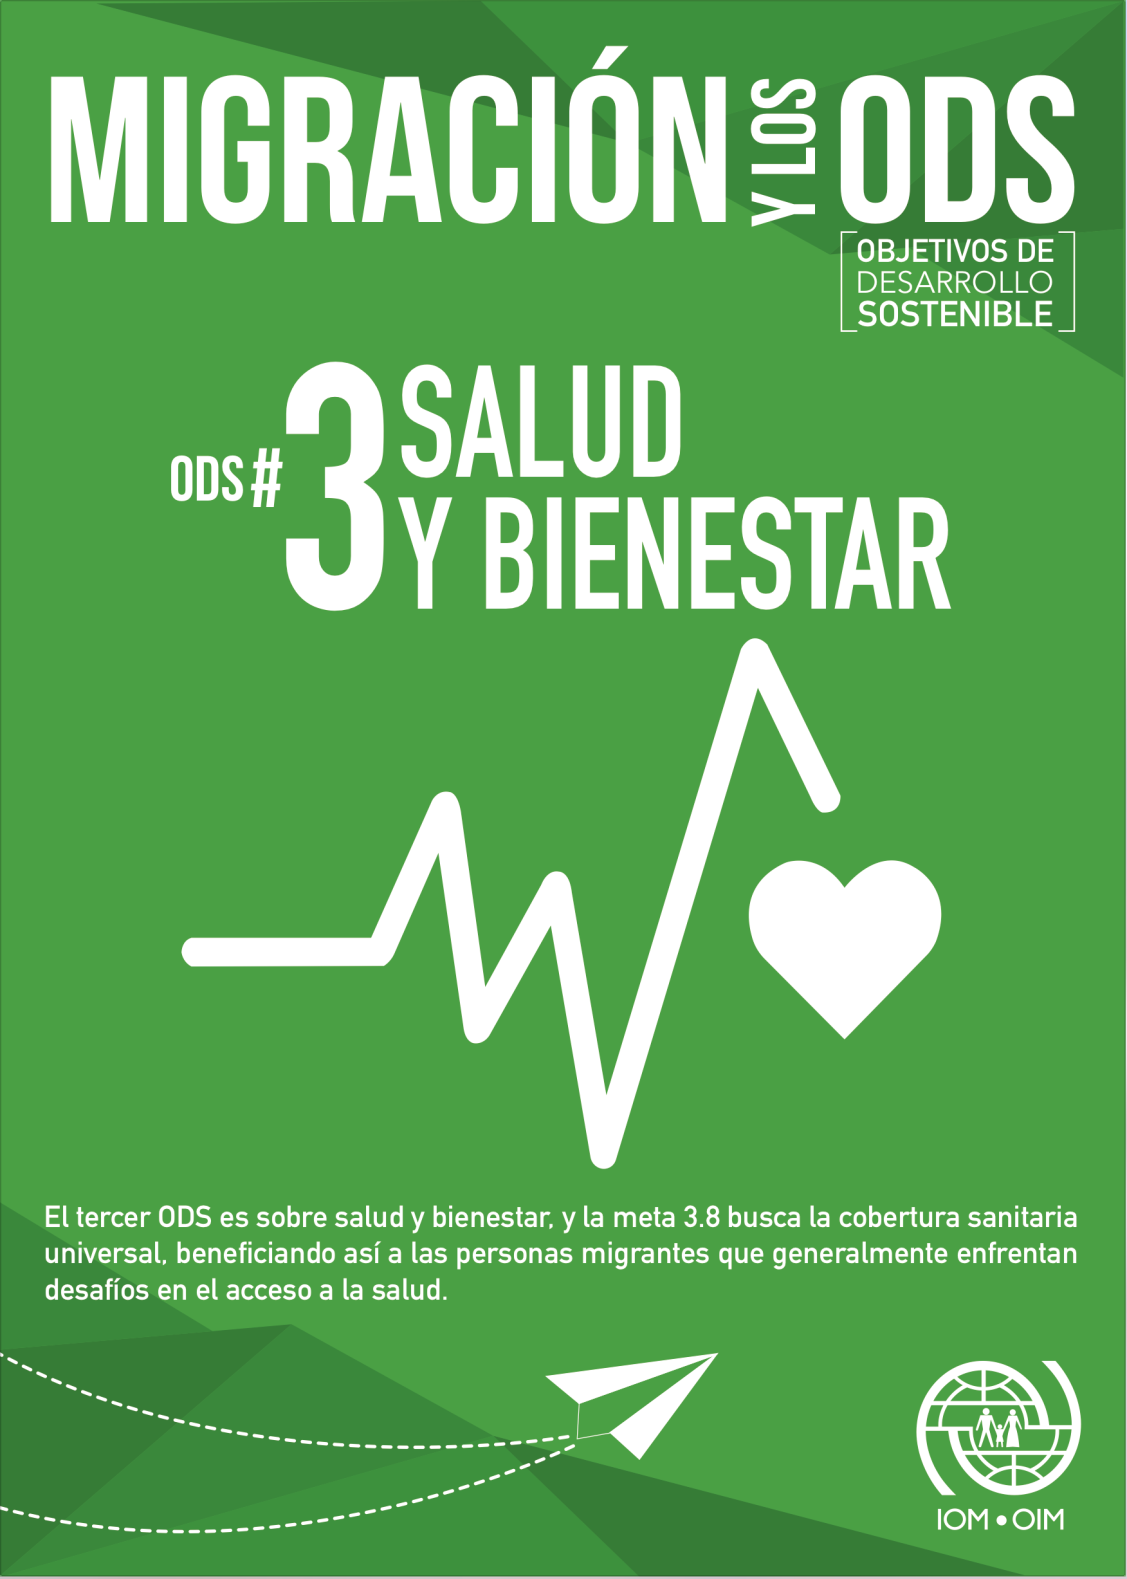 MIGRACIÓN Y LOS ODS
OBJETIVOS DE
DESARROLLO
SOSTENIBLE
ODS #3 SALUD
Y BIENESTAR
El tercer ODS es sobre salud y bienestar, y la meta 3.8 busca la cobertura sanitaria
universal, beneficiando así a las personas migrantes que generalmente enfrentan
desafíos en el acceso a la salud.
IOM • OIM